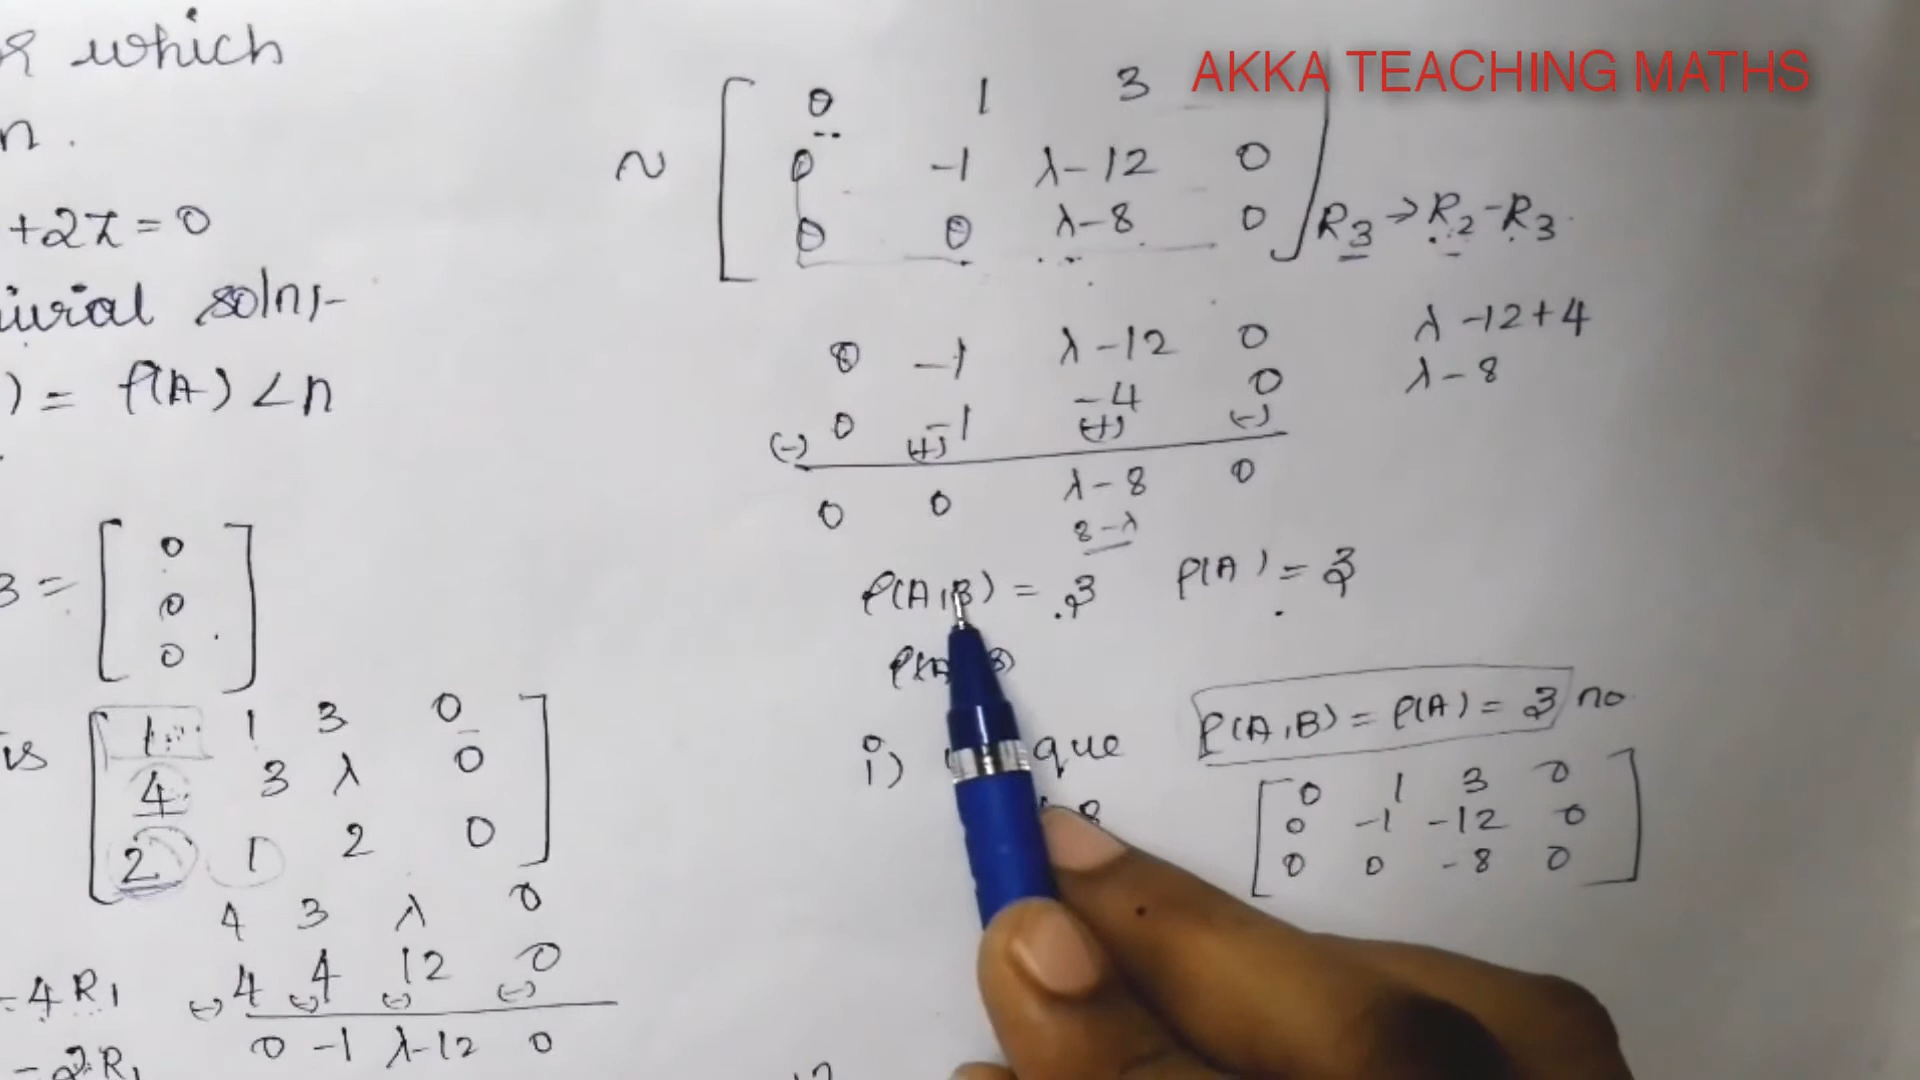 which
n.
+2z=0
solns-
) = ρ(A) < n
3 = [ 0
0
0 ]
is [ 1 1 3 0
4 3 λ 0
2 1 2 0 ]
4 3 λ 0
-4R1 (-)4 (-)4 (-)12 (-)0
0 -1 λ-12 0
-2R1
AKKA TEACHING MATHS
~ [ 0 1 3
0 -1 λ-12 0
0 0 λ-8 0 ] R3→R2-R3
0 -1 λ-12 0 λ-12+4
0 -1 -4 0 λ-8
(-) (+) (+) (-)
0 0 λ-8 0
8-λ
ρ(A,B) = 3 ρ(A) = 3
i) que ρ(A,B) = ρ(A) = 3 no
8
[ 0 1 3 0
0 -1 -12 0
0 0 -8 0 ]